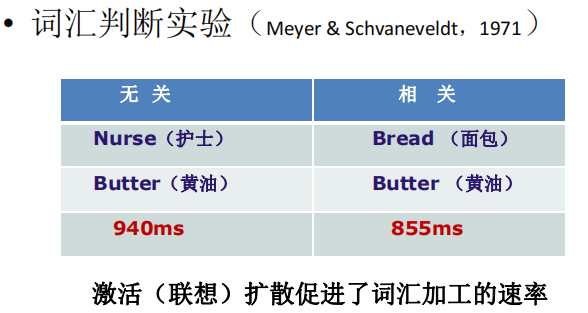 • 词汇判断实验（Meyer & Schvaneveldt，1971）
无 关 相 关
Nurse（护士） Bread （面包）
Butter（黄油） Butter （黄油）
940ms 855ms
激活（联想）扩散促进了词汇加工的速率